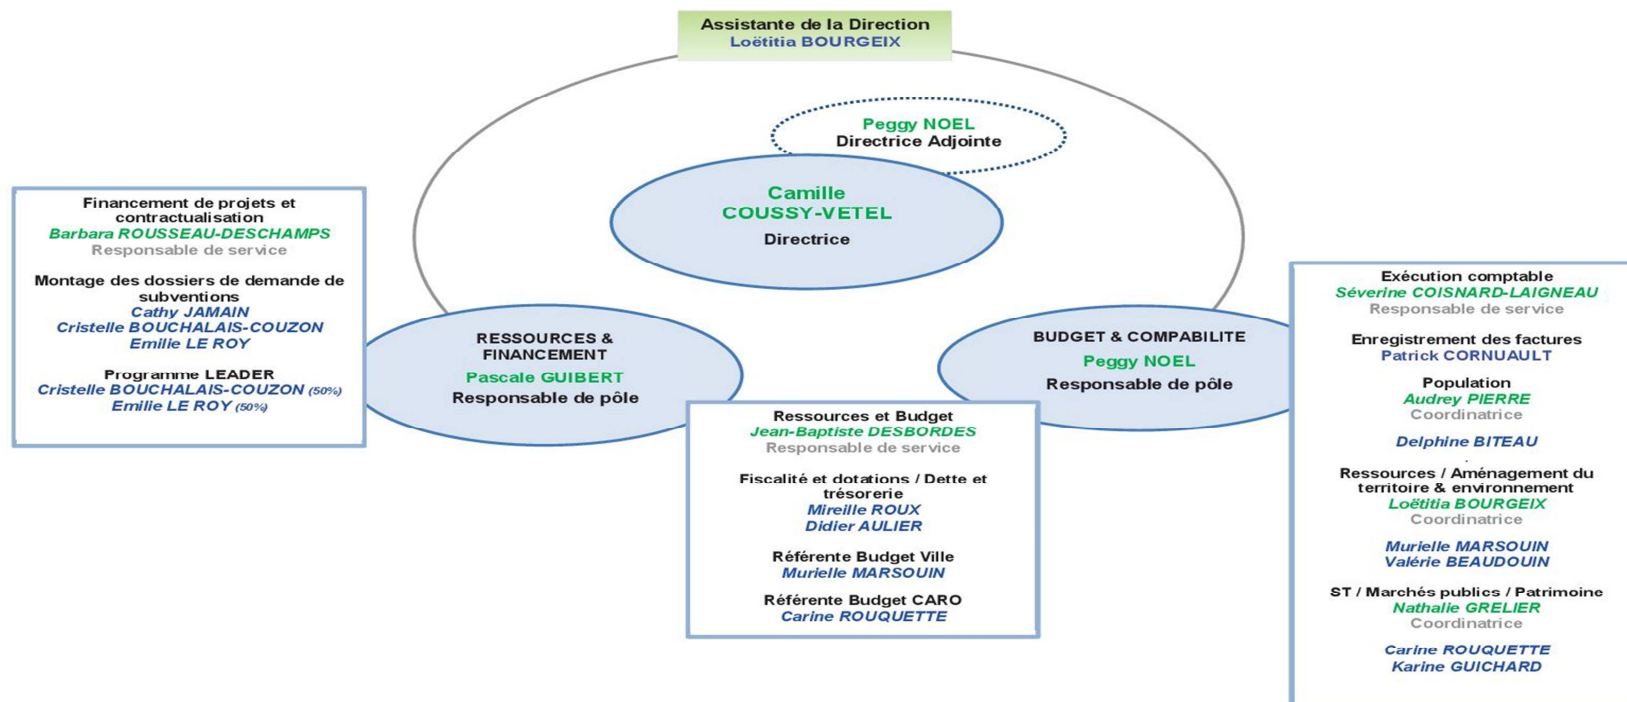 Assistante de la Direction
Loëtitia BOURGEIX
Peggy NOEL
Directrice Adjointe
Camille
COUSSY-VETEL
Directrice
Financement de projets et
contractualisation
Barbara ROUSSEAU-DESCHAMPS
Responsable de service
Montage des dossiers de demande de
subventions
Cathy JAMAIN
Cristelle BOUCHALAIS-COUZON
Emilie LE ROY
Programme LEADER
Cristelle BOUCHALAIS-COUZON (50%)
Emilie LE ROY (50%)
RESSOURCES &
FINANCEMENT
Pascale GUIBERT
Responsable de pôle
BUDGET & COMPABILITE
Peggy NOEL
Responsable de pôle
Ressources et Budget
Jean-Baptiste DESBORDES
Responsable de service
Fiscalité et dotations / Dette et
trésorerie
Mireille ROUX
Didier AULIER
Référente Budget Ville
Murielle MARSOUIN
Référente Budget CARO
Carine ROUQUETTE
Exécution comptable
Séverine COISNARD-LAIGNEAU
Responsable de service
Enregistrement des factures
Patrick CORNUAULT
Population
Audrey PIERRE
Coordinatrice
Delphine BITEAU
.
Ressources / Aménagement du
territoire & environnement
Loëtitia BOURGEIX
Coordinatrice
Murielle MARSOUIN
Valérie BEAUDOUIN
ST / Marchés publics / Patrimoine
Nathalie GRELIER
Coordinatrice
Carine ROUQUETTE
Karine GUICHARD